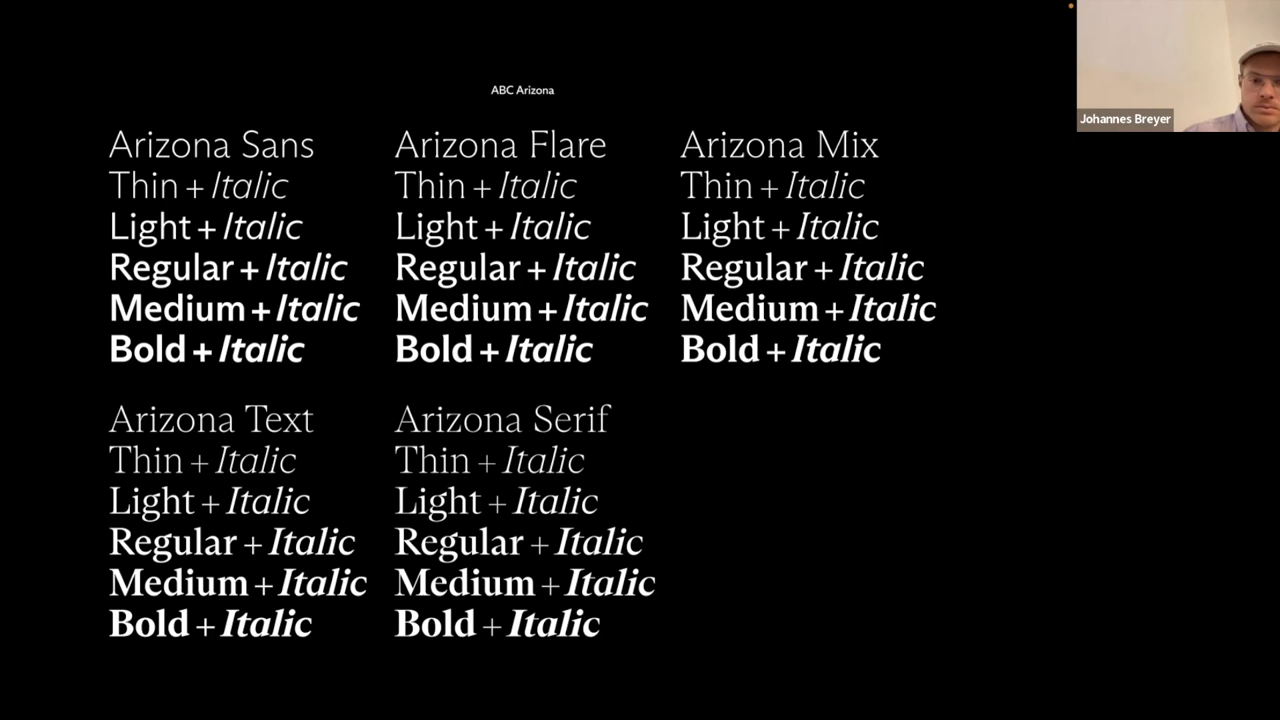 ABC Arizona
Johannes Breyer
Arizona Sans
Thin + Italic
Light + Italic
Regular + Italic
Medium + Italic
Bold + Italic
Arizona Flare
Thin + Italic
Light + Italic
Regular + Italic
Medium + Italic
Bold + Italic
Arizona Mix
Thin + Italic
Light + Italic
Regular + Italic
Medium + Italic
Bold + Italic
Arizona Text
Thin + Italic
Light + Italic
Regular + Italic
Medium + Italic
Bold + Italic
Arizona Serif
Thin + Italic
Light + Italic
Regular + Italic
Medium + Italic
Bold + Italic